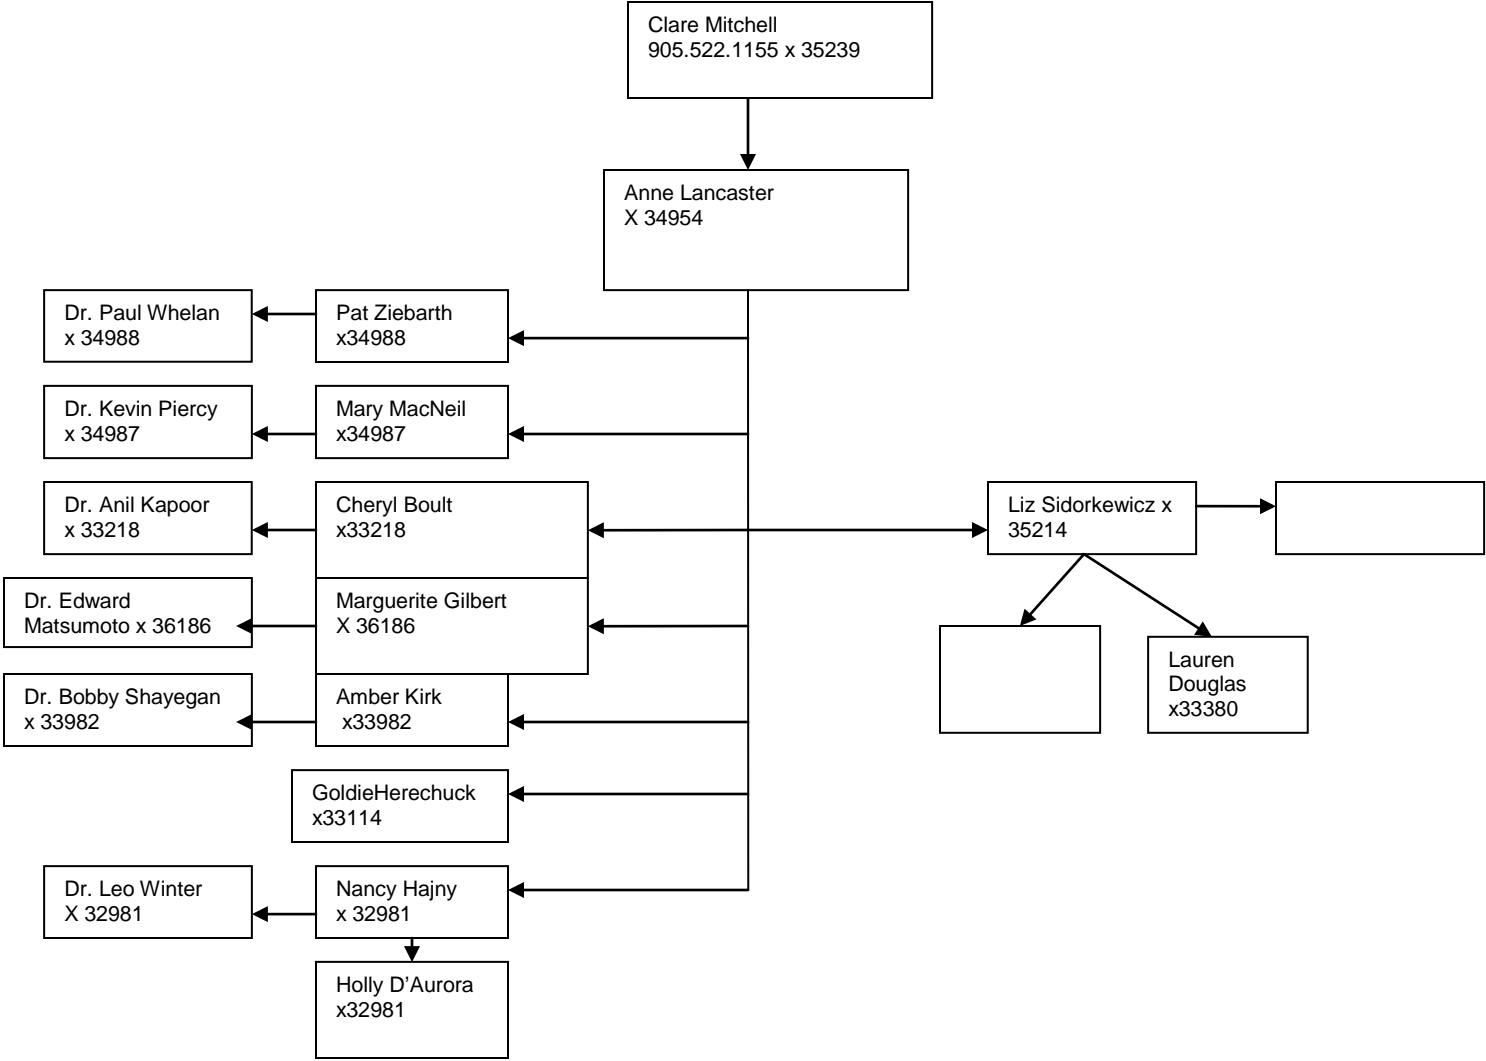 Clare Mitchell
905.522.1155 x 35239
Anne Lancaster
X 34954
Dr. Paul Whelan
x 34988
Pat Ziebarth
x34988
Dr. Kevin Piercy
x 34987
Mary MacNeil
x34987
Dr. Anil Kapoor
x 33218
Cheryl Boult
x33218
Liz Sidorkewicz x
35214
Dr. Edward
Matsumoto x 36186
Marguerite Gilbert
X 36186
Lauren
Douglas
x33380
Dr. Bobby Shayegan
x 33982
Amber Kirk
x33982
GoldieHerechuck
x33114
Dr. Leo Winter
X 32981
Nancy Hajny
x 32981
Holly D’Aurora
x32981